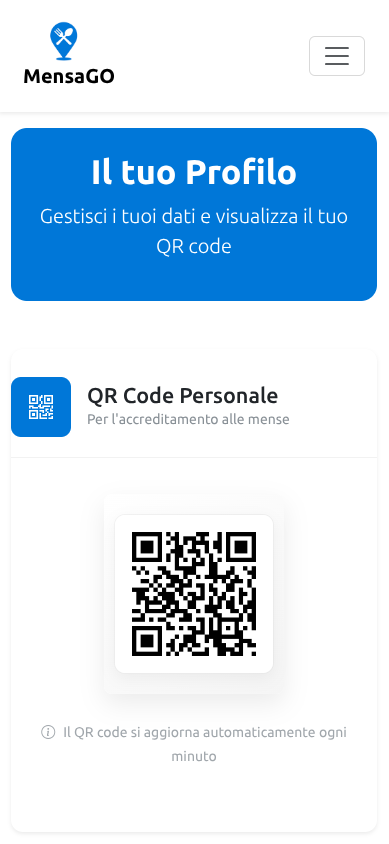 MensaGO
Il tuo Profilo
Gestisci i tuoi dati e visualizza il tuo
QR code
QR Code Personale
Per l'accreditamento alle mense
Il QR code si aggiorna automaticamente ogni
minuto